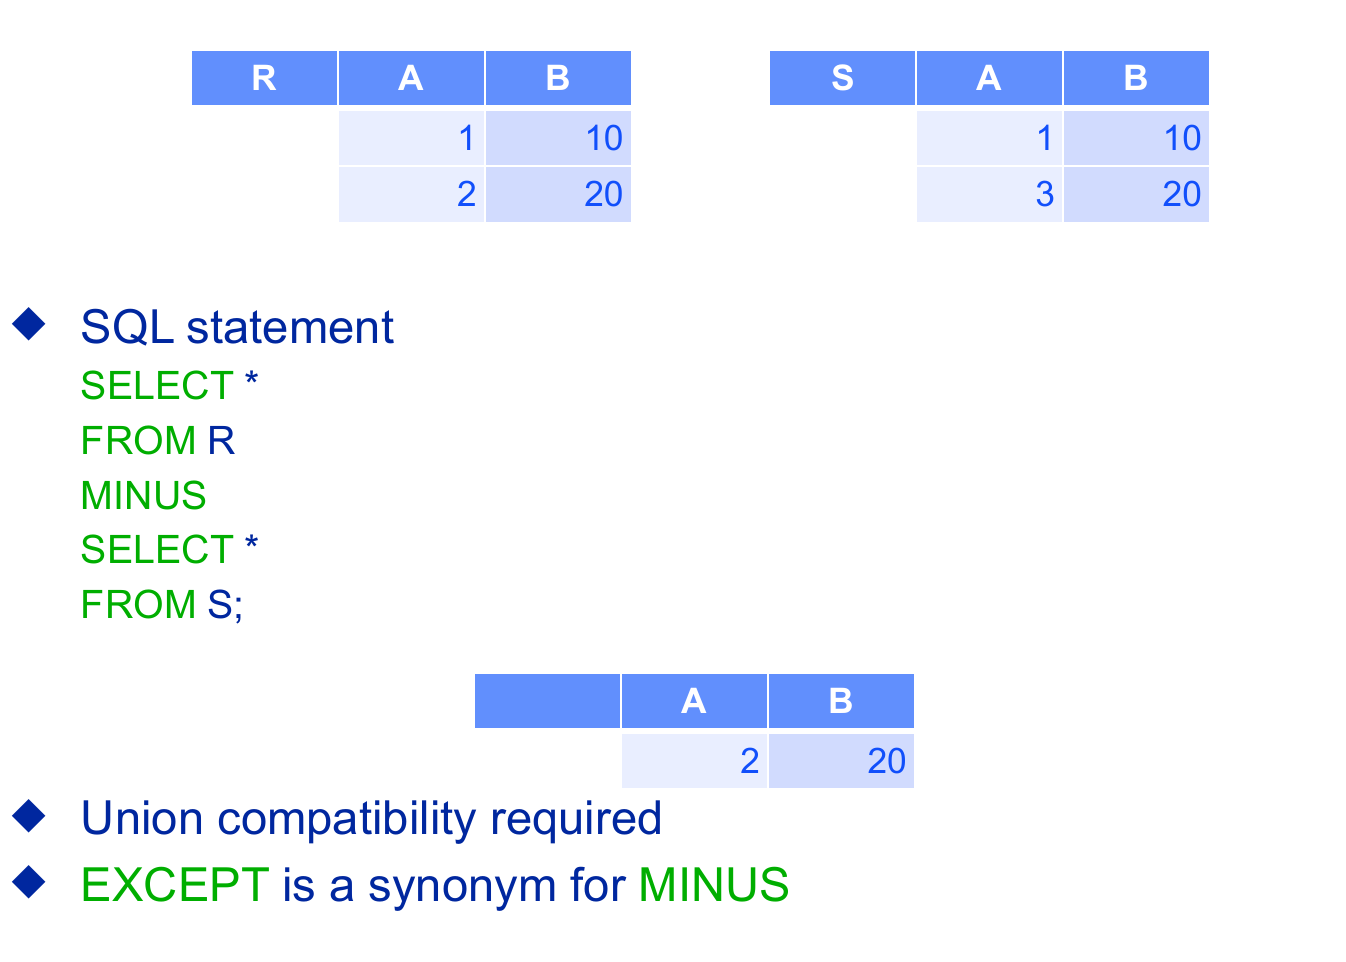 R A B S A B
1 10 1 10
2 20 3 20
SQL statement
SELECT *
FROM R
MINUS
SELECT *
FROM S;
A B
2 20
Union compatibility required
EXCEPT is a synonym for MINUS